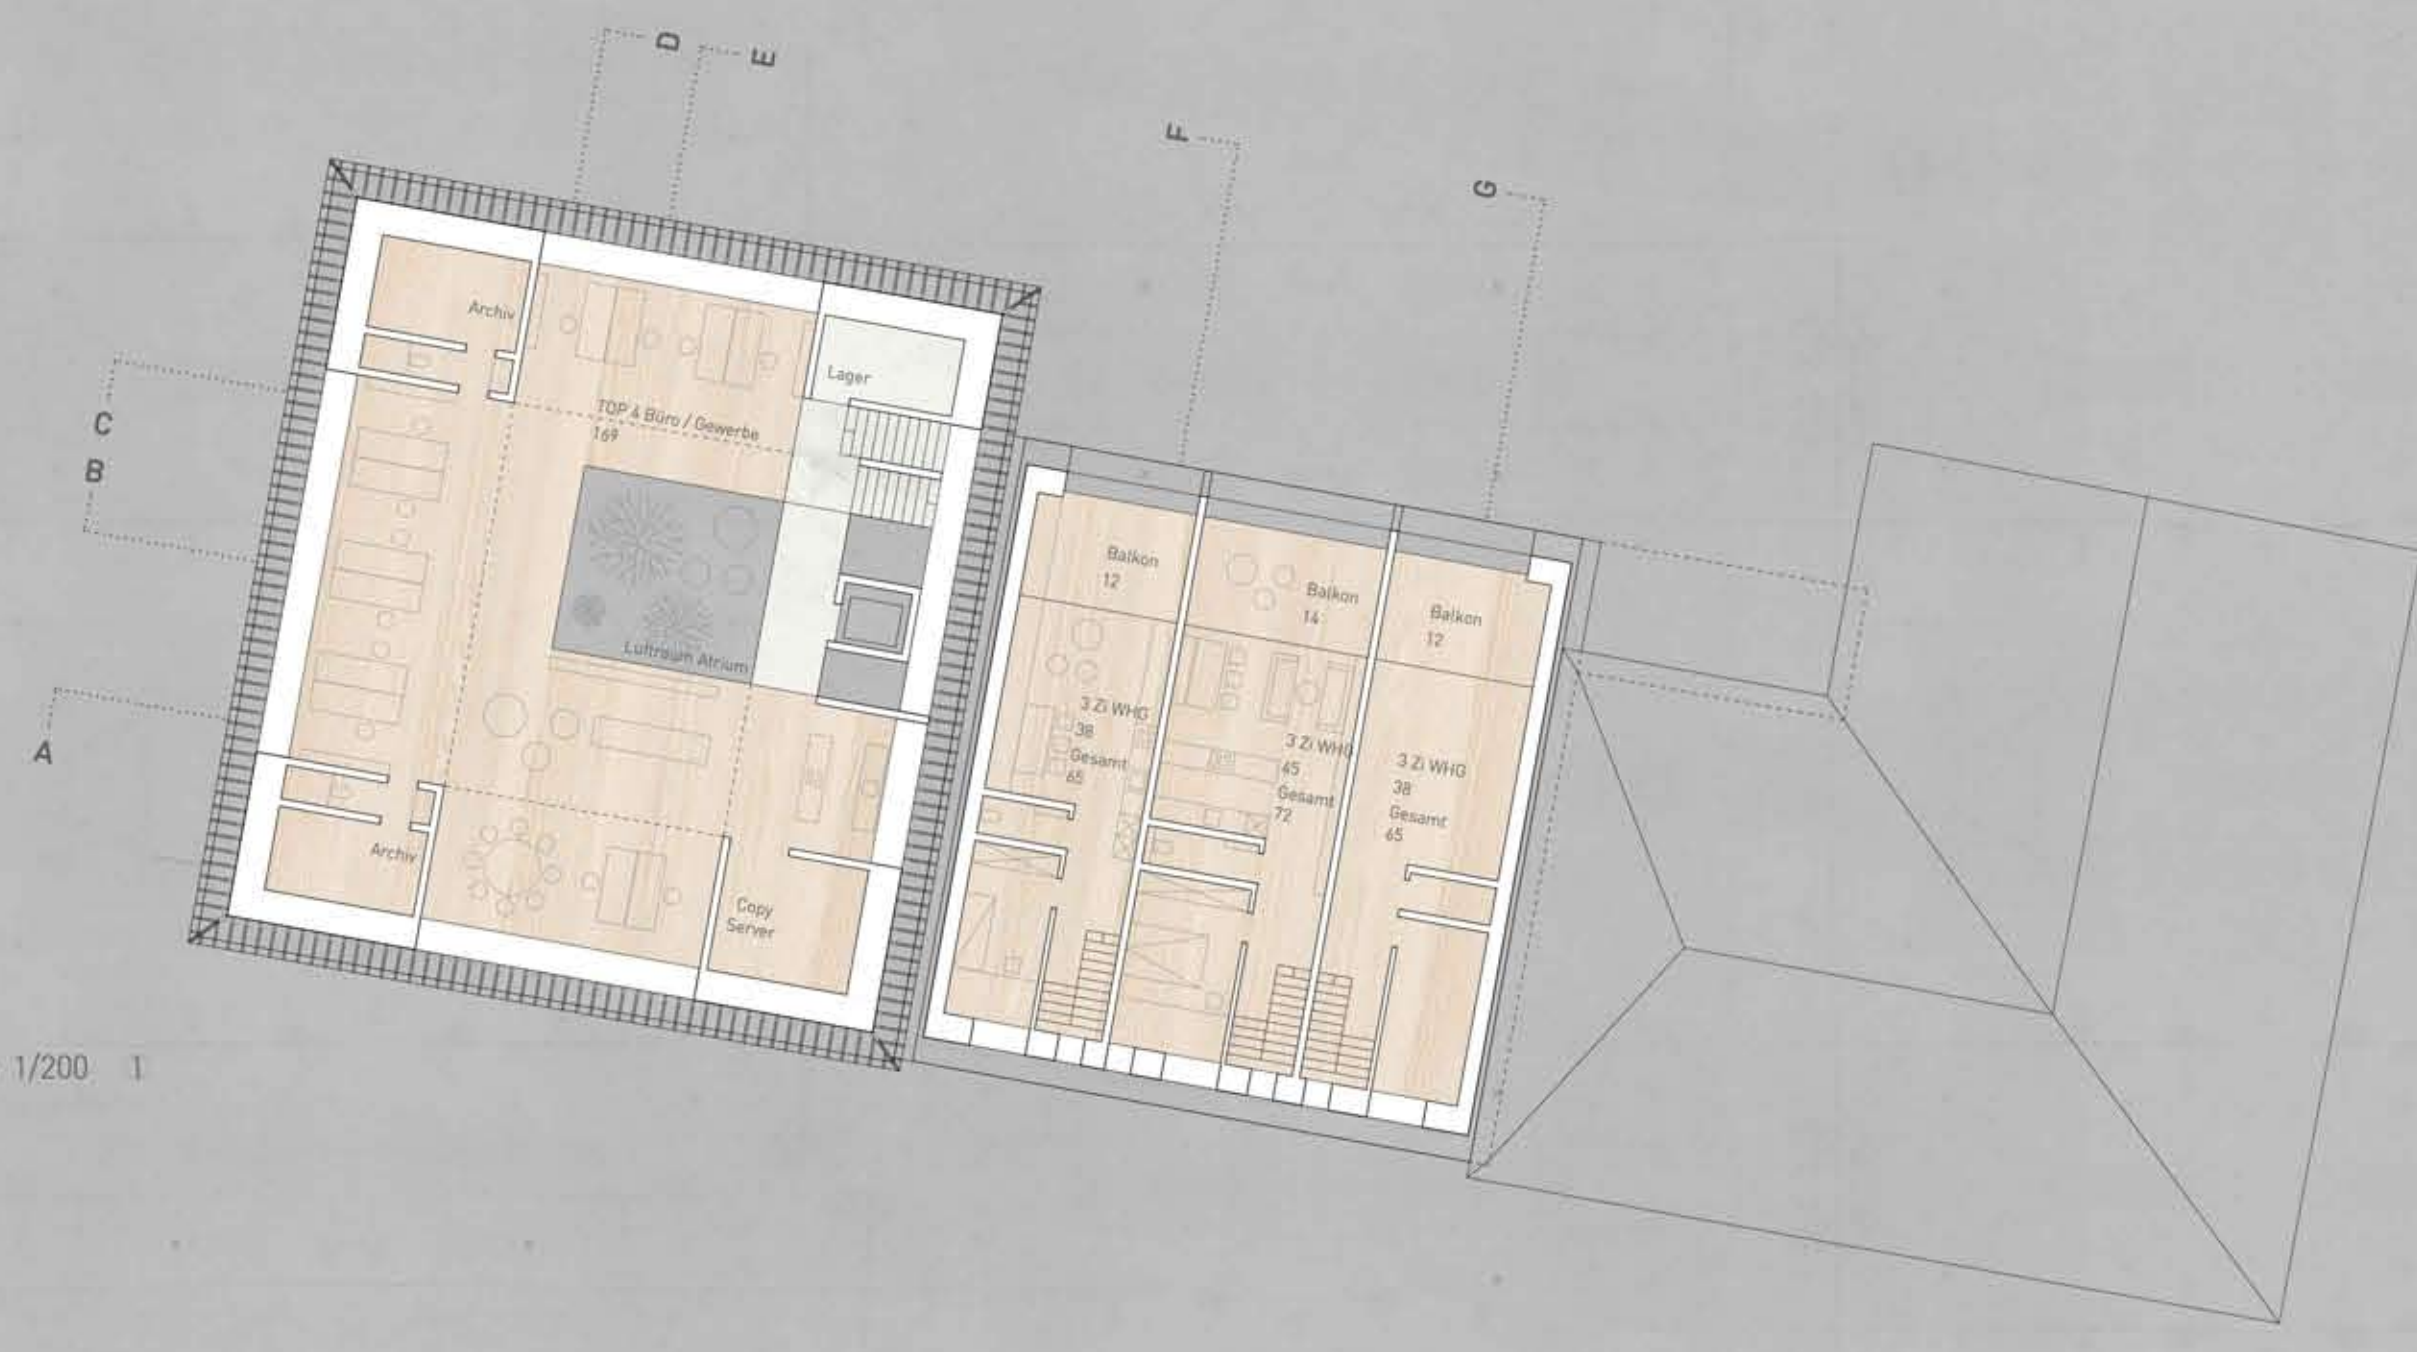 D
E
F
G
C
B
A
Archiv
Lager
TOP 4 Büro / Gewerbe
169
Luftraum Atrium
Archiv
Copy
Server
Balkon
12
Balkon
14
Balkon
12
3 Zi WHG
38
Gesamt
65
3 Zi WHG
45
Gesamt
72
3 Zi WHG
38
Gesamt
65
1/200